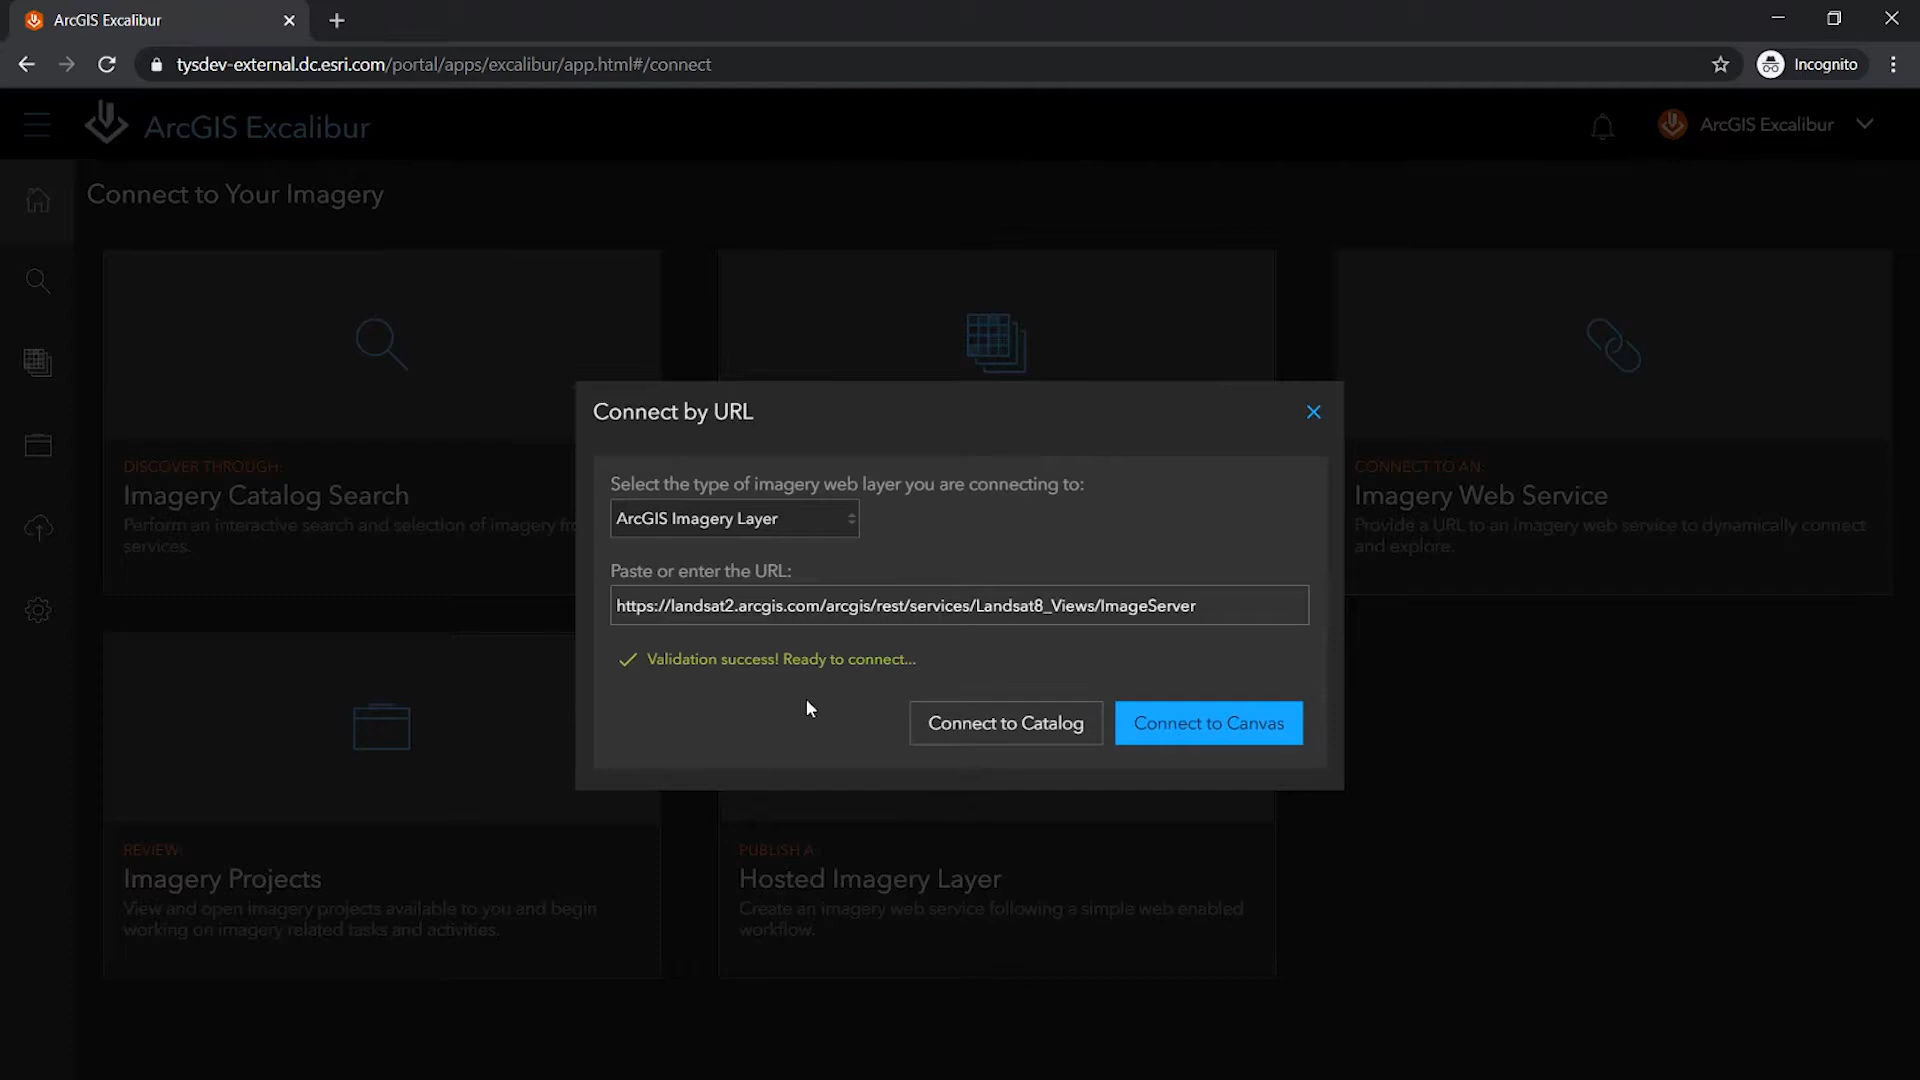 ArcGIS Excalibur
tysdev-external.dc.esri.com/portal/apps/excalibur/app.html#/connect
Incognito
ArcGIS Excalibur
ArcGIS Excalibur
Connect to Your Imagery
DISCOVER THROUGH:
Imagery Catalog Search
Perform an interactive search and selection of imagery
services.
CONNECT TO AN:
Imagery Web Service
Provide a URL to an imagery web service to dynamically connect
and explore.
Connect by URL
Select the type of imagery web layer you are connecting to:
ArcGIS Imagery Layer
Paste or enter the URL:
https://landsat2.arcgis.com/arcgis/rest/services/Landsat8_Views/ImageServer
Validation success! Ready to connect...
Connect to Catalog
Connect to Canvas
REVIEW:
Imagery Projects
View and open imagery projects available to you and begin
working on imagery related tasks and activities.
PUBLISH A:
Hosted Imagery Layer
Create an imagery web service following a simple web enabled
workflow.